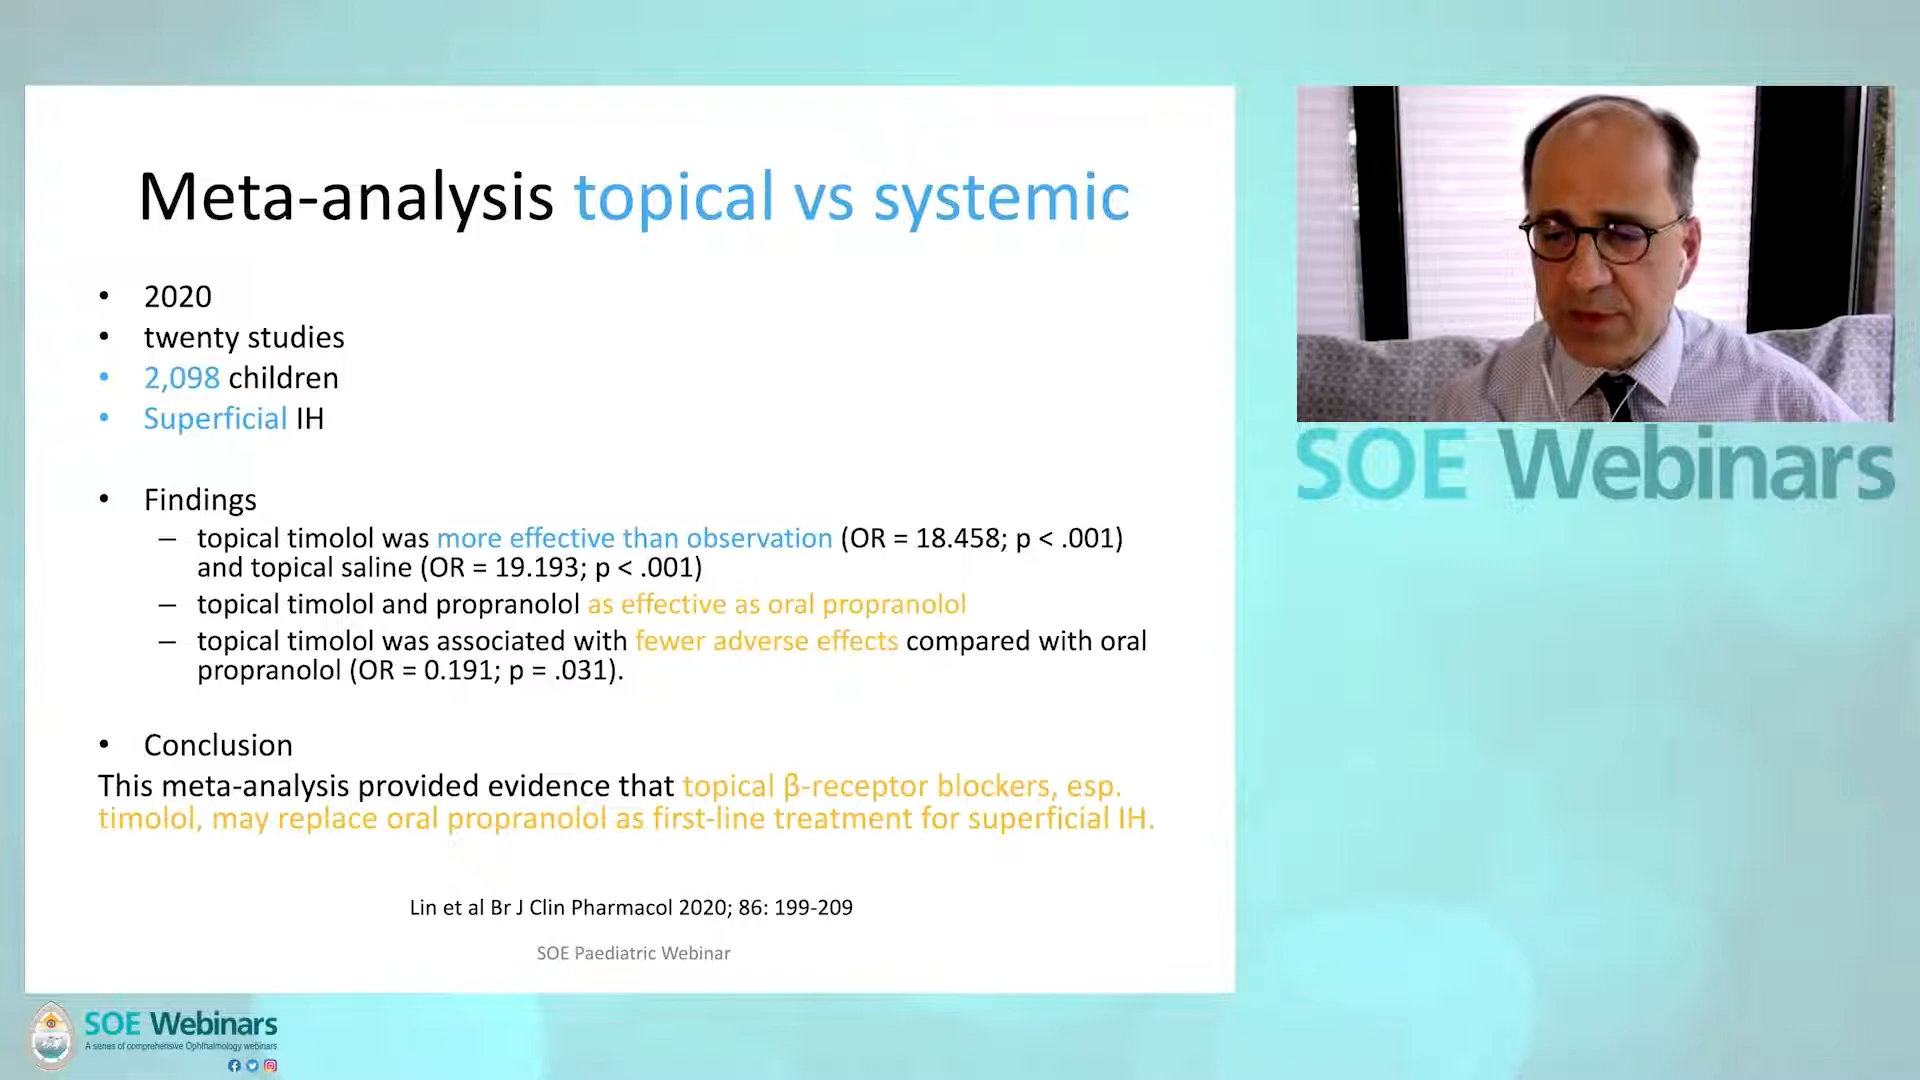 Meta-analysis topical vs systemic
• 2020
• twenty studies
• 2,098 children
• Superficial IH
• Findings
– topical timolol was more effective than observation (OR = 18.458; p < .001)
and topical saline (OR = 19.193; p < .001)
– topical timolol and propranolol as effective as oral propranolol
– topical timolol was associated with fewer adverse effects compared with oral
propranolol (OR = 0.191; p = .031).
• Conclusion
This meta-analysis provided evidence that topical β-receptor blockers, esp.
timolol, may replace oral propranolol as first-line treatment for superficial IH.
Lin et al Br J Clin Pharmacol 2020; 86: 199-209
SOE Paediatric Webinar
SOE Webinars
SOE Webinars
A series of comprehensive Ophthalmology webinars